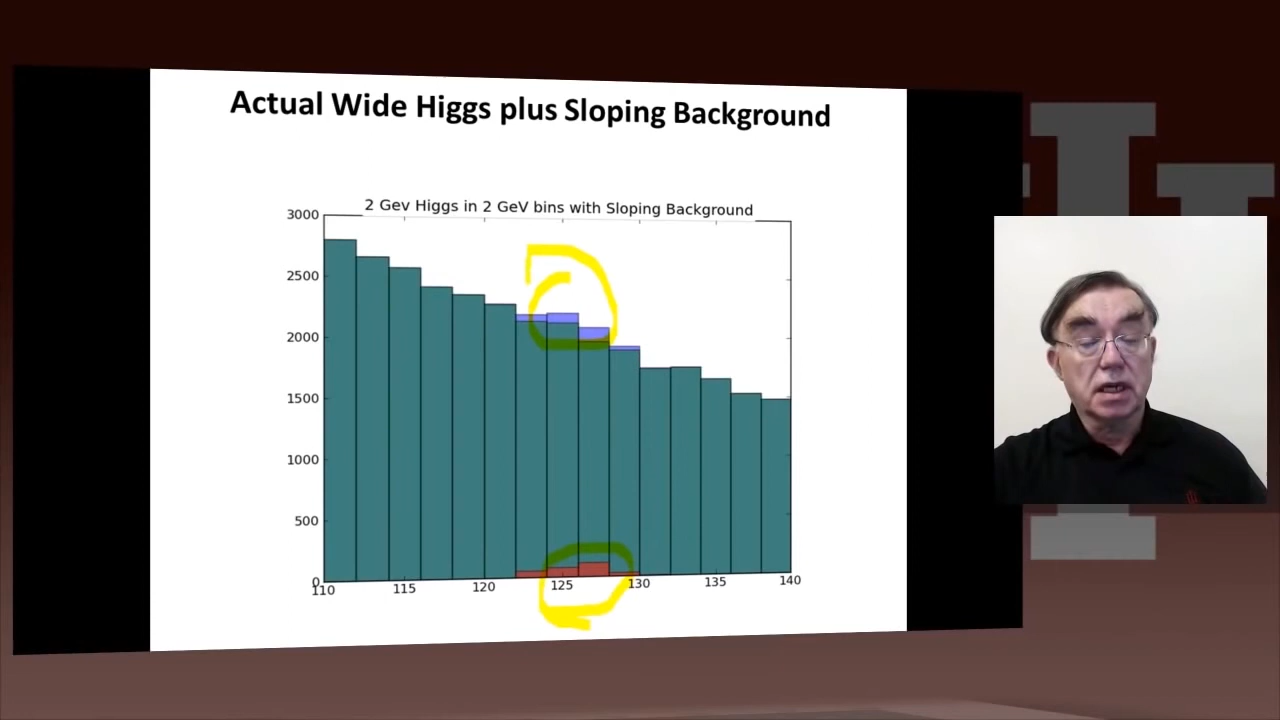 Actual Wide Higgs plus Sloping Background
2 Gev Higgs in 2 GeV bins with Sloping Background
3000
2500
2000
1500
1000
500
0
110 115 120 125 130 135 140